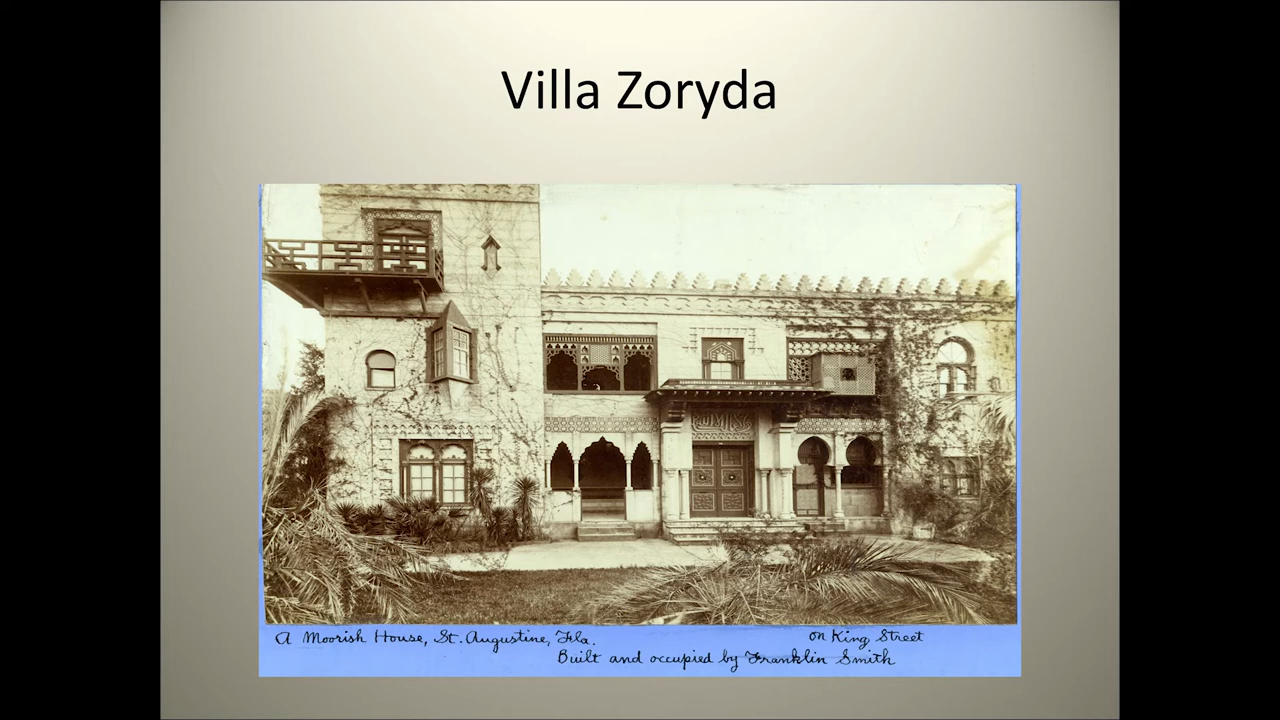 Villa Zoryda
A Moorish House, St. Augustine, Fla. on King Street
Built and occupied by Franklin Smith